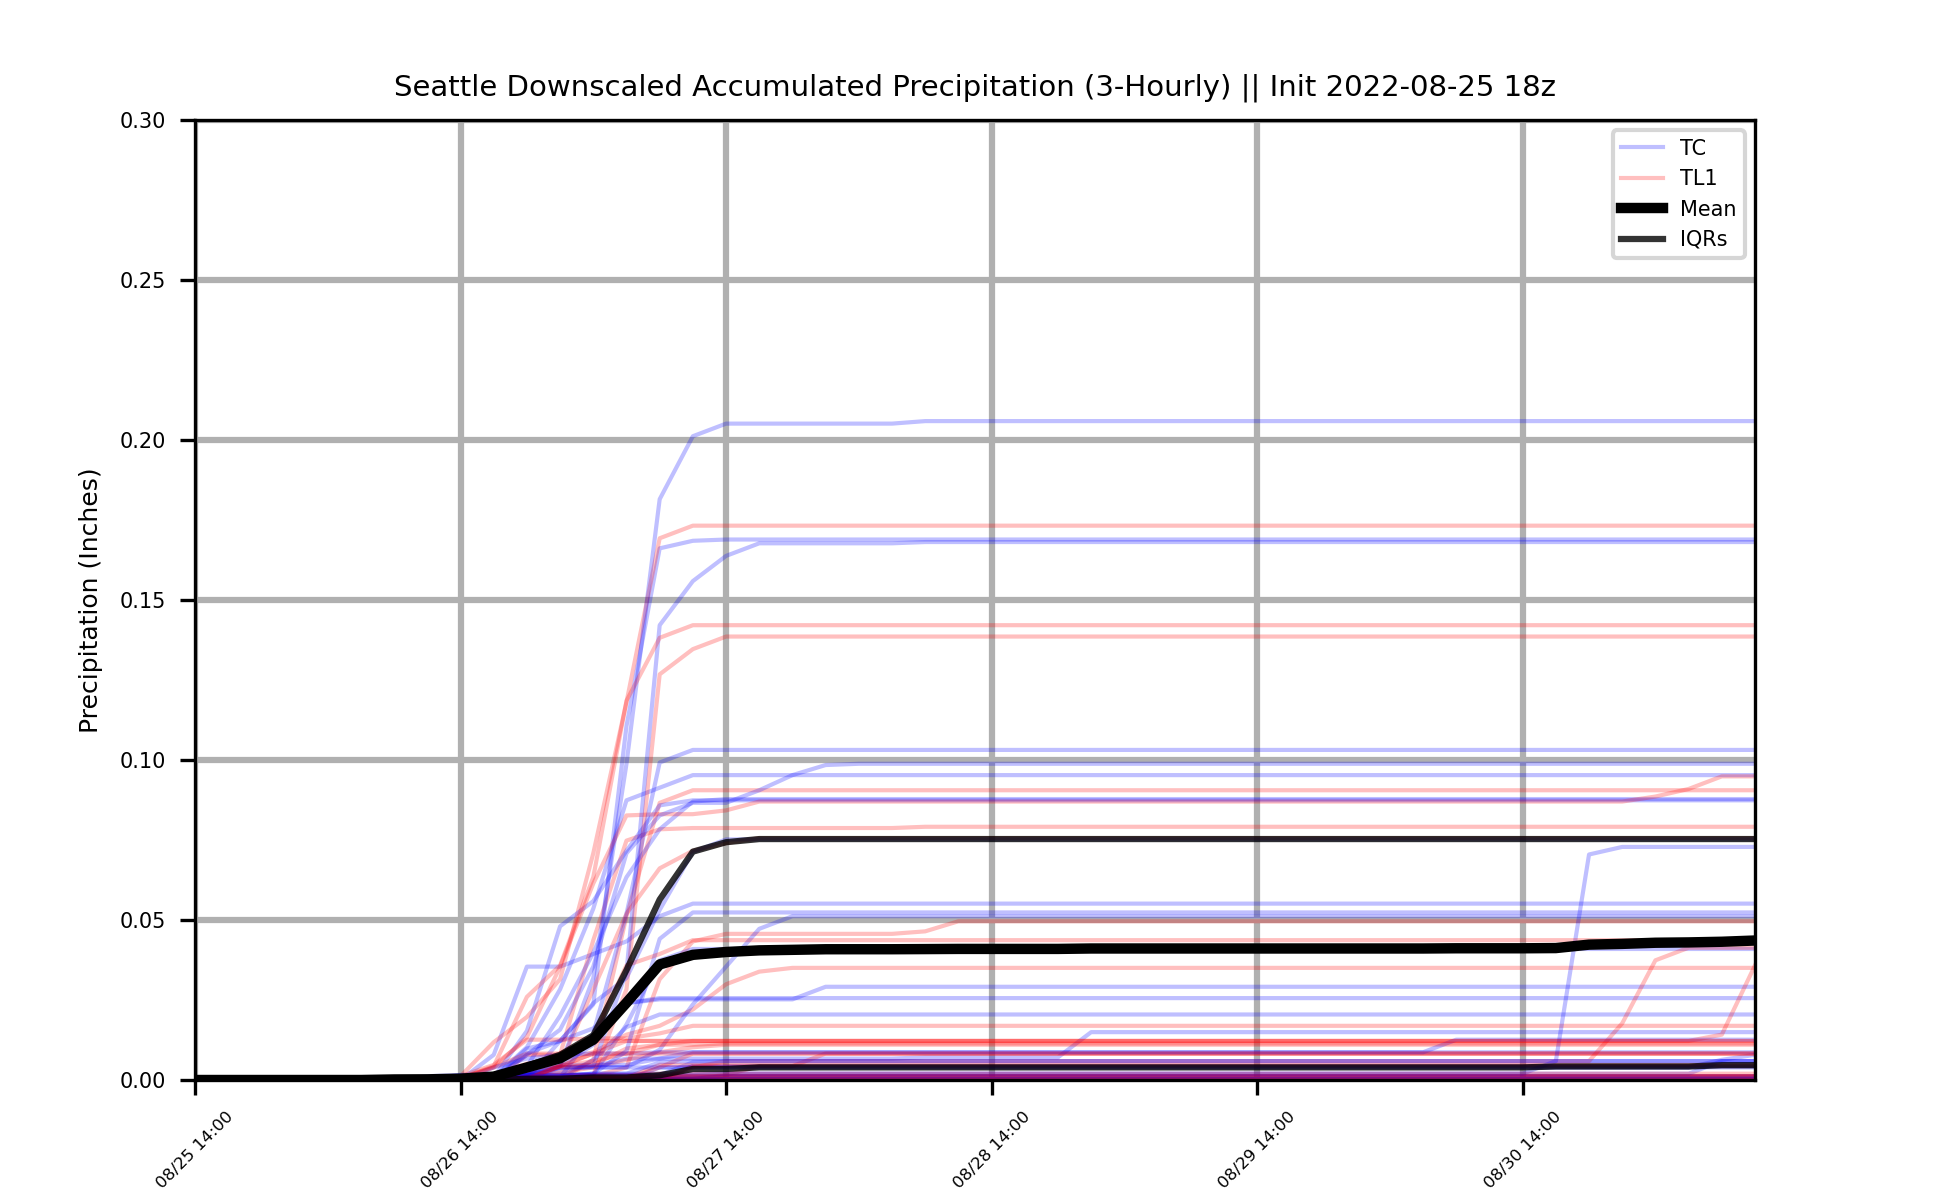 Seattle Downscaled Accumulated Precipitation (3-Hourly) || Init 2022-08-25 18z
TC
TL1
Mean
IQRs
Precipitation (Inches)
0.30
0.25
0.20
0.15
0.10
0.05
0.00
08/25 14:00
08/26 14:00
08/27 14:00
08/28 14:00
08/29 14:00
08/30 14:00